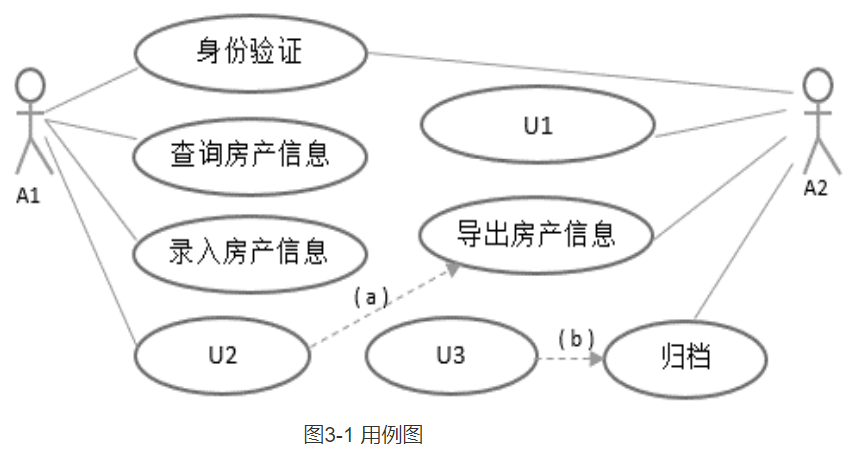 身份验证
U1
查询房产信息
A1
A2
导出房产信息
录入房产信息
( a )
U2
U3
( b )
归档
图3-1 用例图